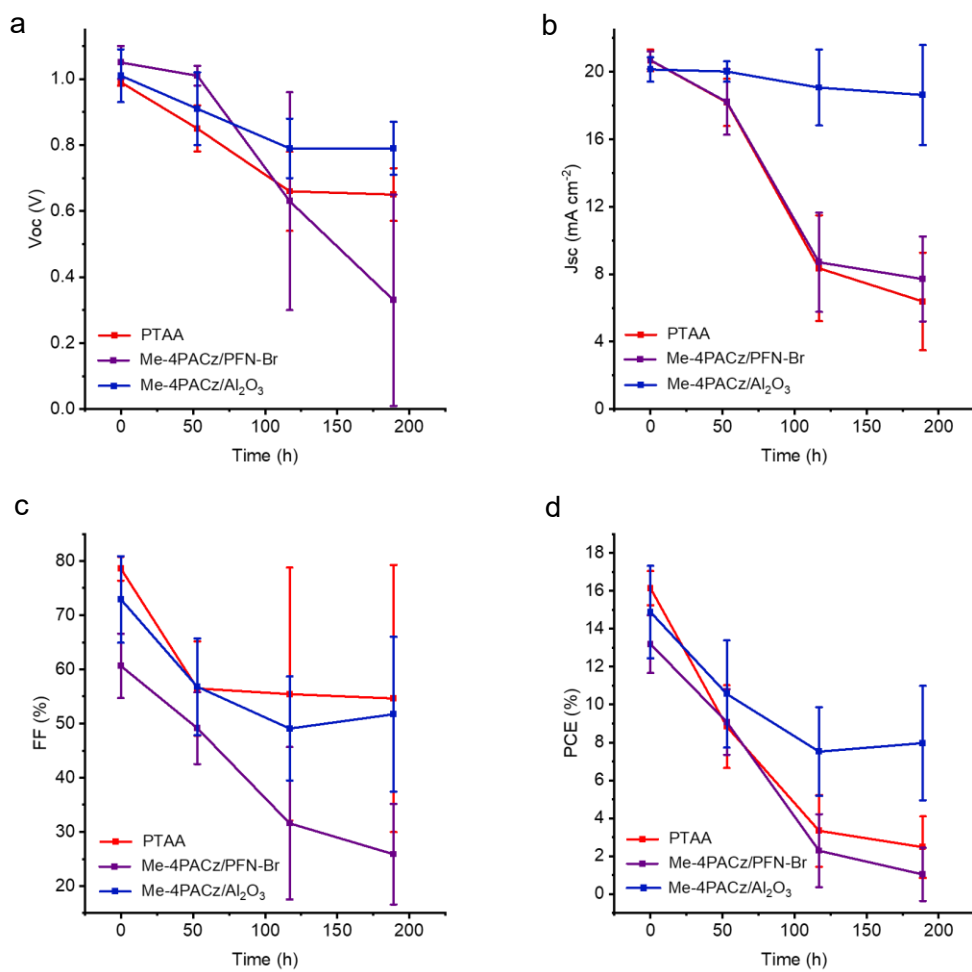 a
Voc (V)
1.0
0.8
0.6
0.4
0.2
0.0
PTAA
Me-4PACz/PFN-Br
Me-4PACz/Al₂O₃
0 50 100 150 200
Time (h)
b
Jsc (mA cm⁻²)
20
16
12
8
4
0
PTAA
Me-4PACz/PFN-Br
Me-4PACz/Al₂O₃
0 50 100 150 200
Time (h)
c
FF (%)
80
70
60
50
40
30
20
PTAA
Me-4PACz/PFN-Br
Me-4PACz/Al₂O₃
0 50 100 150 200
Time (h)
d
PCE (%)
18
16
14
12
10
8
6
4
2
0
PTAA
Me-4PACz/PFN-Br
Me-4PACz/Al₂O₃
0 50 100 150 200
Time (h)